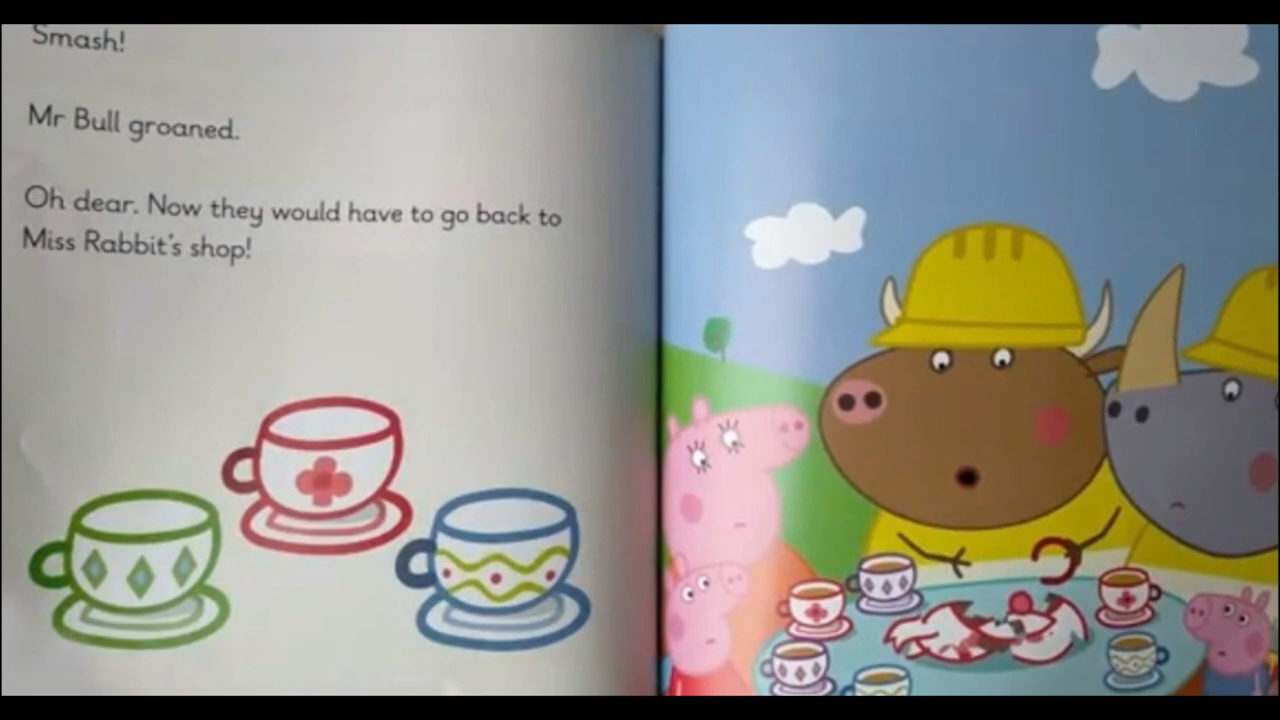 Smash!
Mr Bull groaned.
Oh dear. Now they would have to go back to
Miss Rabbit's shop!